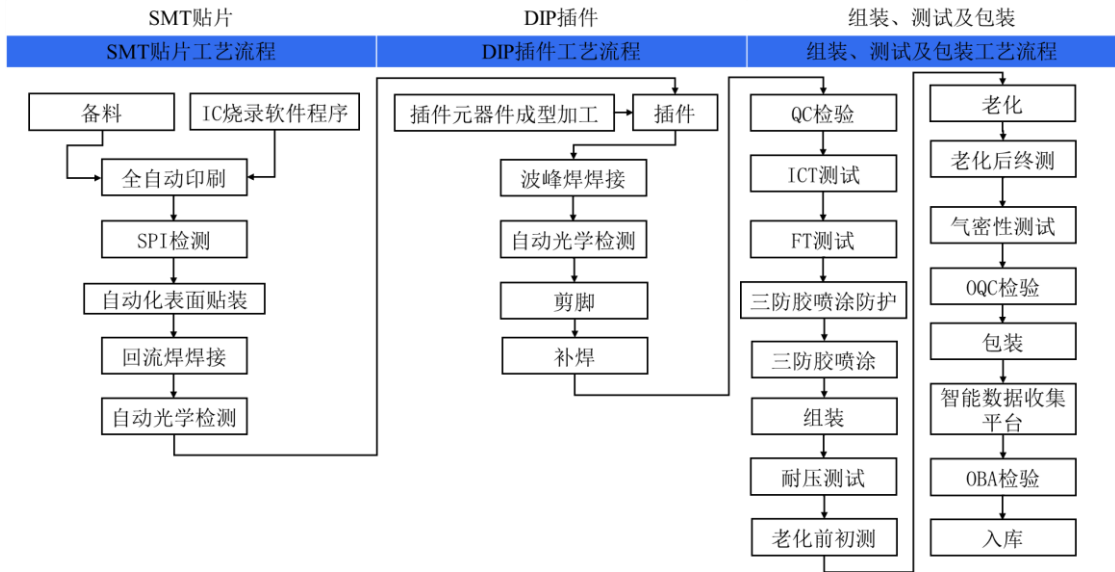 SMT贴片
DIP插件
组装、测试及包装
SMT贴片工艺流程
DIP插件工艺流程
组装、测试及包装工艺流程
备料
IC烧录软件程序
全自动印刷
SPI检测
自动化表面贴装
回流焊焊接
自动光学检测
插件元器件成型加工
插件
波峰焊焊接
自动光学检测
剪脚
补焊
QC检验
ICT测试
FT测试
三防胶喷涂防护
三防胶喷涂
组装
耐压测试
老化前初测
老化
老化后终测
气密性测试
OQC检验
包装
智能数据收集
平台
OBA检验
入库